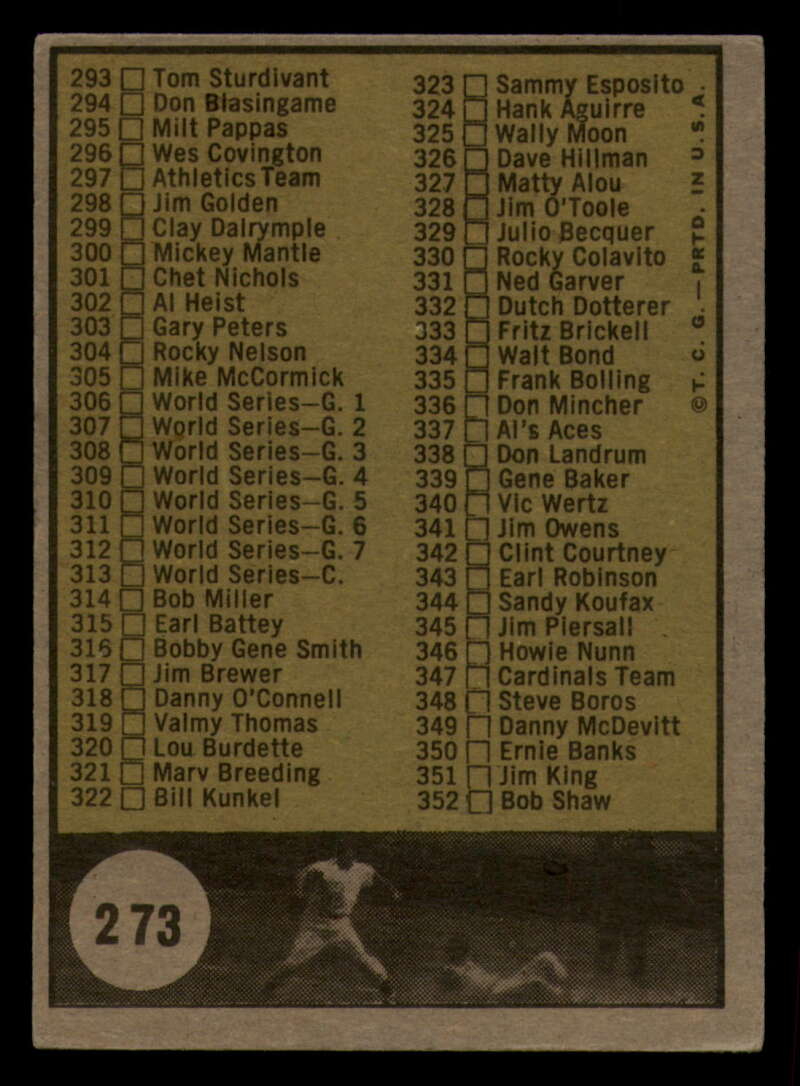 293 Tom Sturdivant
294 Don Blasingame
295 Milt Pappas
296 Wes Covington
297 Athletics Team
298 Jim Golden
299 Clay Dalrymple
300 Mickey Mantle
301 Chet Nichols
302 Al Heist
303 Gary Peters
304 Rocky Nelson
305 Mike McCormick
306 World Series—G. 1
307 World Series—G. 2
308 World Series—G. 3
309 World Series—G. 4
310 World Series—G. 5
311 World Series—G. 6
312 World Series—G. 7
313 World Series—C.
314 Bob Miller
315 Earl Battey
316 Bobby Gene Smith
317 Jim Brewer
318 Danny O'Connell
319 Valmy Thomas
320 Lou Burdette
321 Marv Breeding
322 Bill Kunkel
323 Sammy Esposito
324 Hank Aguirre
325 Wally Moon
326 Dave Hillman
327 Matty Alou
328 Jim O'Toole
329 Julio Becquer
330 Rocky Colavito
331 Ned Garver
332 Dutch Dotterer
333 Fritz Brickell
334 Walt Bond
335 Frank Bolling
336 Don Mincher
337 Al's Aces
338 Don Landrum
339 Gene Baker
340 Vic Wertz
341 Jim Owens
342 Clint Courtney
343 Earl Robinson
344 Sandy Koufax
345 Jim Piersall
346 Howie Nunn
347 Cardinals Team
348 Steve Boros
349 Danny McDevitt
350 Ernie Banks
351 Jim King
352 Bob Shaw
© T. C. G. — PRTD. IN U. S. A.
273